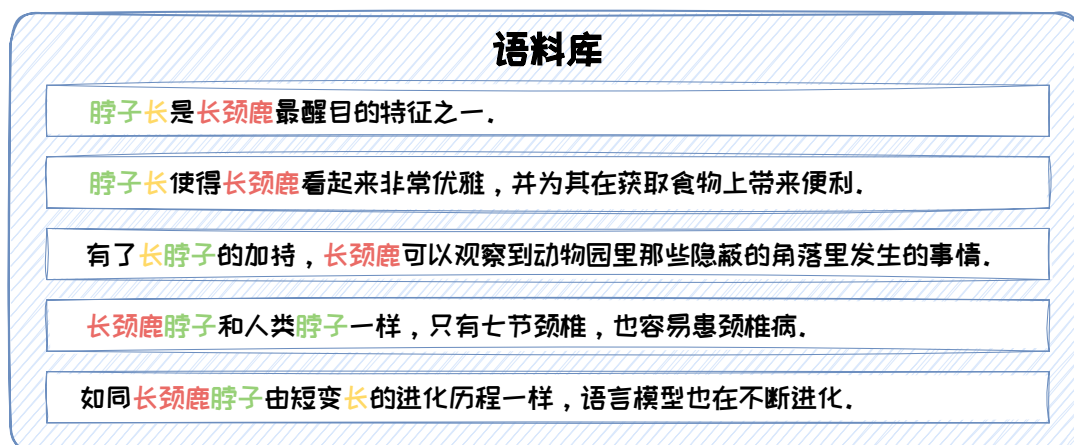 语料库
脖子长是长颈鹿最醒目的特征之一.
脖子长使得长颈鹿看起来非常优雅，并为其在获取食物上带来便利.
有了长脖子的加持，长颈鹿可以观察到动物园里那些隐蔽的角落里发生的事情.
长颈鹿脖子和人类脖子一样，只有七节颈椎，也容易患颈椎病.
如同长颈鹿脖子由短变长的进化历程一样，语言模型也在不断进化.